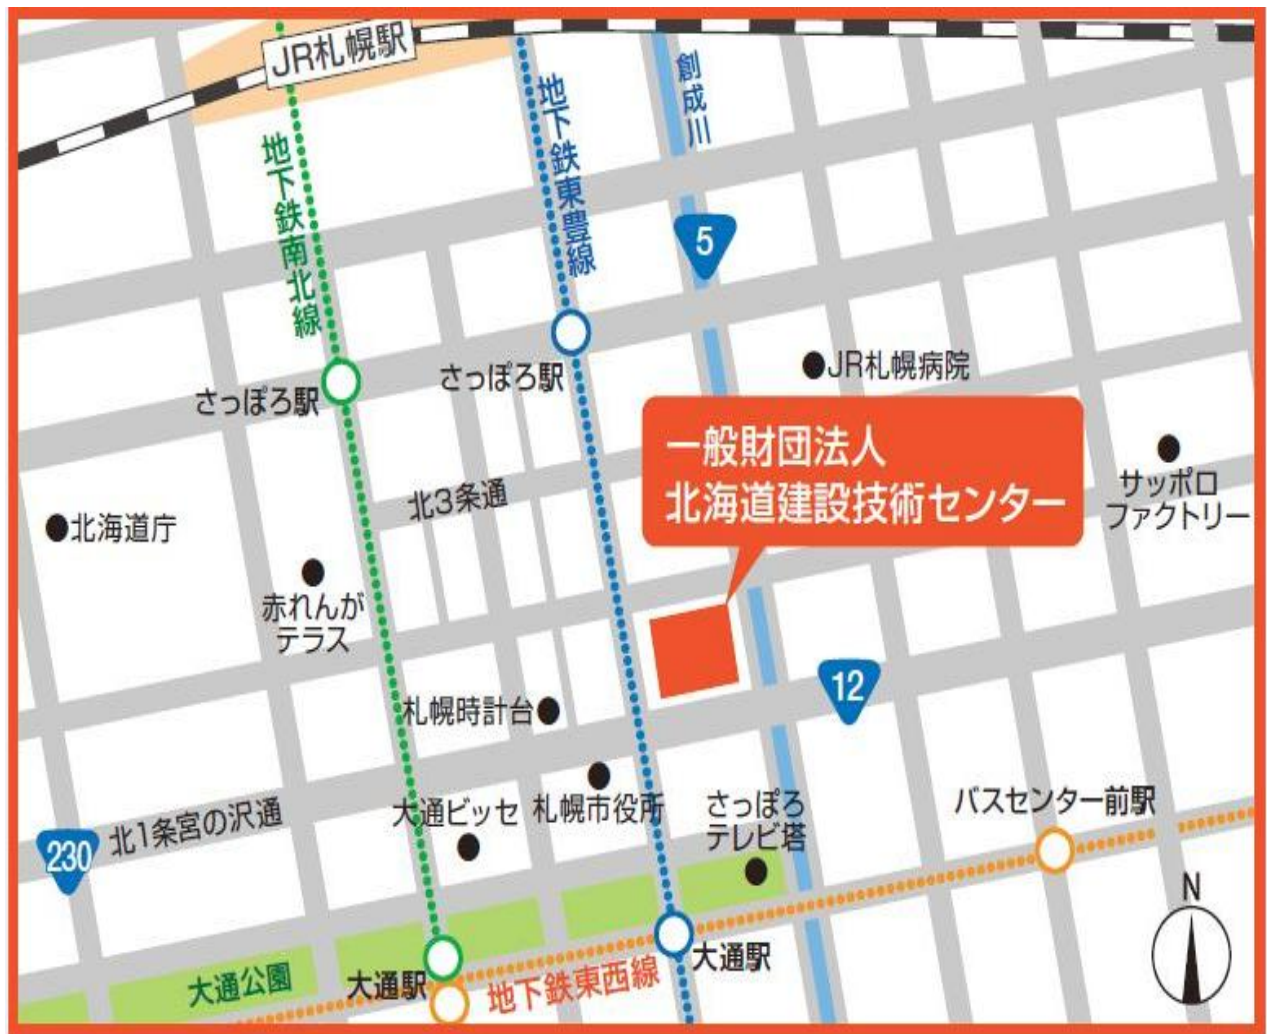 JR札幌駅
地下鉄南北線
地下鉄東豊線
創成川
5
さっぽろ駅
さっぽろ駅
JR札幌病院
一般財団法人
北海道建設技術センター
サッポロ
ファクトリー
北3条通
北海道庁
赤れんが
テラス
札幌時計台
12
北1条宮の沢通
230
大通ビッセ
札幌市役所
さっぽろ
テレビ塔
バスセンター前駅
N
大通公園
大通駅
地下鉄東西線
大通駅